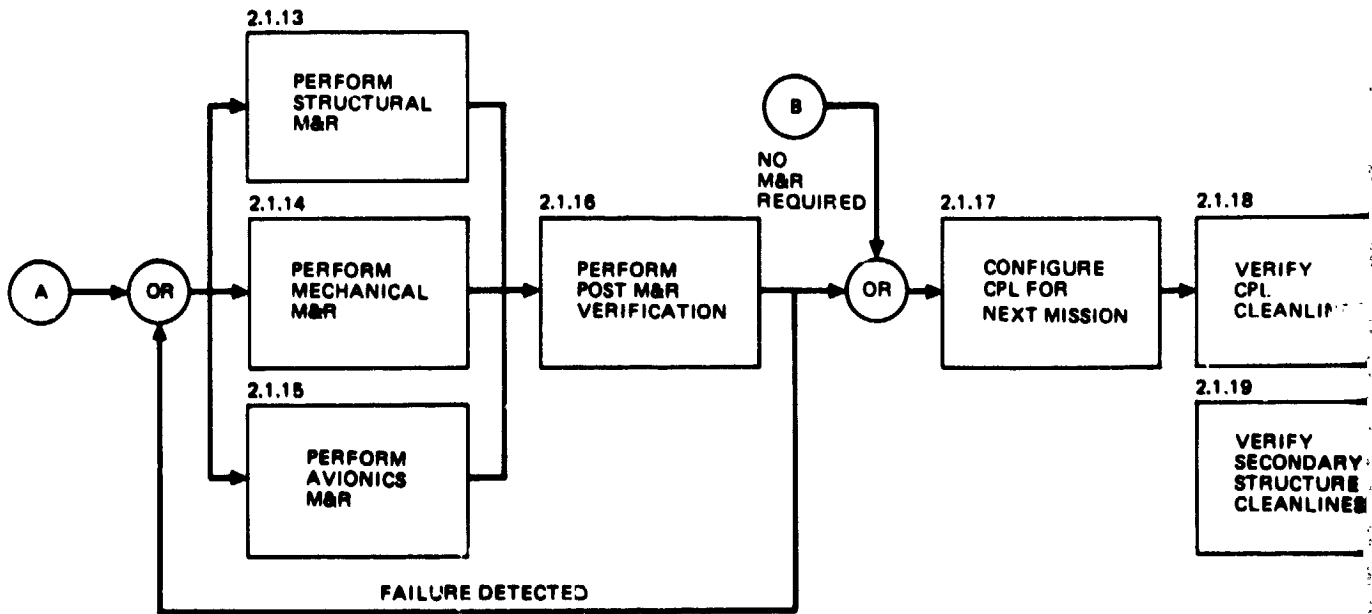 2.1.13
PERFORM
STRUCTURAL
M&R
2.1.14
PERFORM
MECHANICAL
M&R
2.1.15
PERFORM
AVIONICS
M&R
A
OR
2.1.16
PERFORM
POST M&R
VERIFICATION
B
NO
M&R
REQUIRED
OR
2.1.17
CONFIGURE
CPL FOR
NEXT MISSION
2.1.18
VERIFY
CPL
2.1.19
VERIFY
SECONDARY
STRUCTURE
CLEANLINES
FAILURE DETECTED